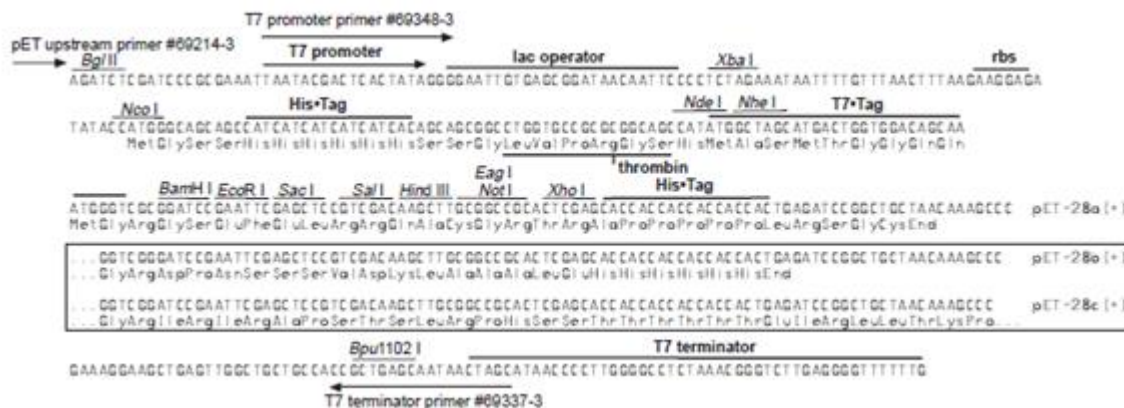 T7 promoter primer #69348-3
pET upstream primer #69214-3
Bgl II T7 promoter lac operator Xba I rbs
AGATCTCGATCCCGCGAAATTAATACGACTCACTATAGGGGAATTGTGAGCGGATAACAATTCCCCTCTAGAAATAATTTTGTTTAACTTTAAGAAGGAGA
Nco I His•Tag Nde I Nhe I T7•Tag
TATACCATGGGCAGCAGCCATCATCATCATCATCACAGCAGCGGCCTGGTGCCGCGCGGCAGCCATATGGCTAGCATGACTGGTGGACAGCAA
MetGlySerSerHisHisHisHisHisHisSerSerGlyLeuValProArgGlySerHisMetAlaSerMetThrGlyGlyGlnGln
thrombin
Eag I
BamH I EcoR I Sac I Sal I Hind III Not I Xho I His•Tag
ATGGGTCGCGGATCCGAATTCGAGCTCCGTCGACAAGCTTGCGGCCGCACTCGAGCACCACCACCACCACCACTGAGATCCGGCTGCTAACAAAGCCC pET-28a(+)
MetGlyArgGlySerGluPheGluLeuArgArgGlnAlaCysGlyArgThrArgAlaProProProProProLeuArgSerGlyCysEnd
...GGTCGGGATCCGAATTCGAGCTCCGTCGACAAGCTTGCGGCCGCACTCGAGCACCACCACCACCACCACTGAGATCCGGCTGCTAACAAAGCCC pET-28b(+)
...GlyArgAspProAsnSerSerSerValAspLysLeuAlaAlaAlaLeuGluHisHisHisHisHisHisEnd
...GGTCGGATCCGAATTCGAGCTCCGTCGACAAGCTTGCGGCCGCACTCGAGCACCACCACCACCACCACTGAGATCCGGCTGCTAACAAAGCCC pET-28c(+)
...GlyArgIleArgIleArgAlaProSerThrSerLeuArgProHisSerSerThrThrThrThrThrThrGluIleArgLeuLeuThrLysPro...
Bpu1102 I T7 terminator
GAAAGGAAGCTGAGTTGGCTGCTGCCACCGCTGAGCAATAACTAGCATAACCCCTTGGGGCCTCTAAACGGGTCTTGAGGGGTTTTTTG
T7 terminator primer #69337-3